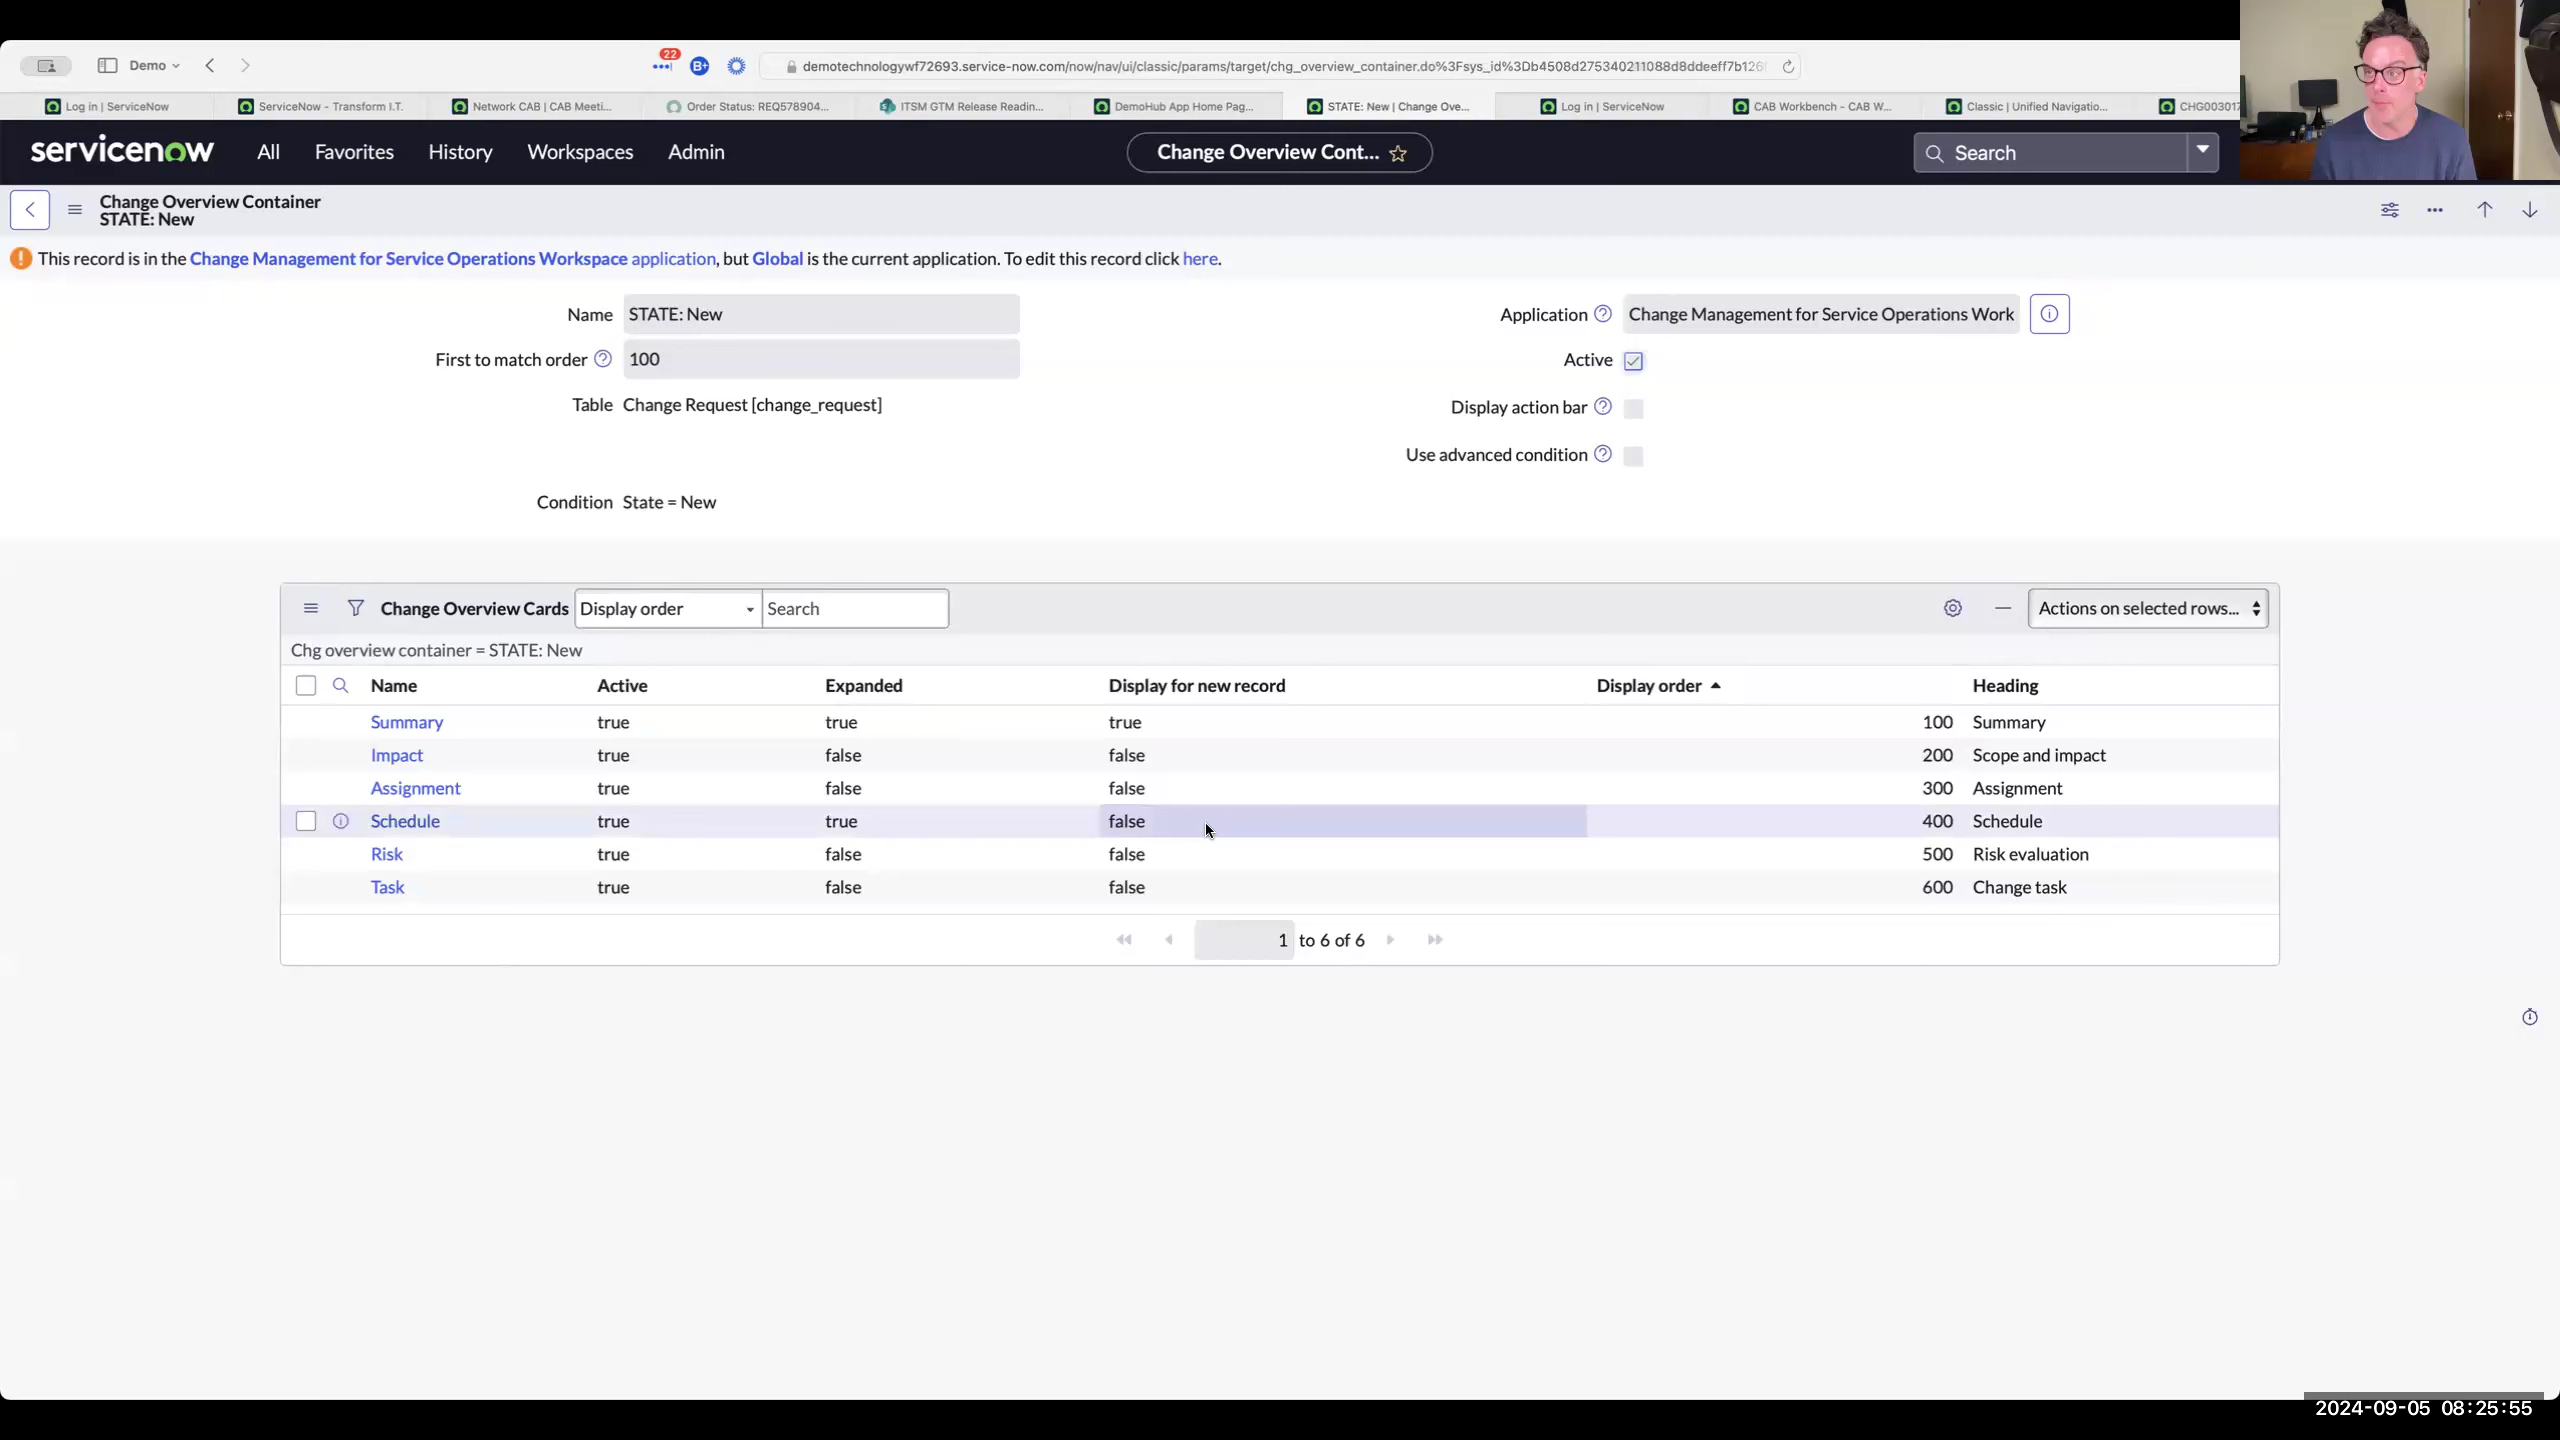 22
Demo
demotechnologywf72693.service-now.com/now/nav/ui/classic/params/target/chg_overview_container.do%3Fsys_id%3Db4508d275340211088d8ddeeff7b126
Log in | ServiceNow
ServiceNow - Transform I.T.
Network CAB | CAB Meeti...
Order Status: REQ578904...
ITSM GTM Release Readin...
DemoHub App Home Pag...
STATE: New | Change Ove...
Log in | ServiceNow
CAB Workbench - CAB W...
Classic | Unified Navigatio...
CHG003017
servicenow
All
Favorites
History
Workspaces
Admin
Change Overview Cont...
Search
Change Overview Container
STATE: New
This record is in the Change Management for Service Operations Workspace application, but Global is the current application. To edit this record click here.
Name STATE: New
Application Change Management for Service Operations Work
First to match order 100
Active
Table Change Request [change_request]
Display action bar
Use advanced condition
Condition State = New
Change Overview Cards Display order Search Actions on selected rows...
Chg overview container = STATE: New
Name Active Expanded Display for new record Display order Heading
Summary true true true 100 Summary
Impact true false false 200 Scope and impact
Assignment true false false 300 Assignment
Schedule true true false 400 Schedule
Risk true false false 500 Risk evaluation
Task true false false 600 Change task
1 to 6 of 6
2024-09-05 08:25:55